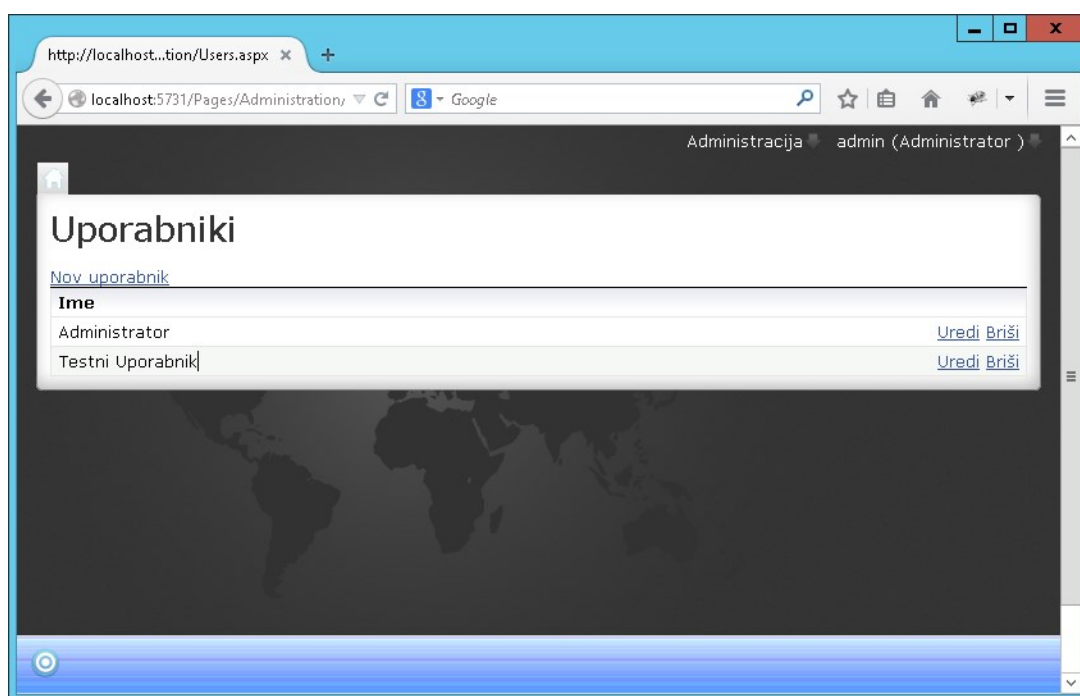 http://localhost...tion/Users.aspx
localhost:5731/Pages/Administration/
8 Google
Administracija admin (Administrator )
Uporabniki
Nov uporabnik
Ime
Administrator Uredi Briši
Testni Uporabnik Uredi Briši